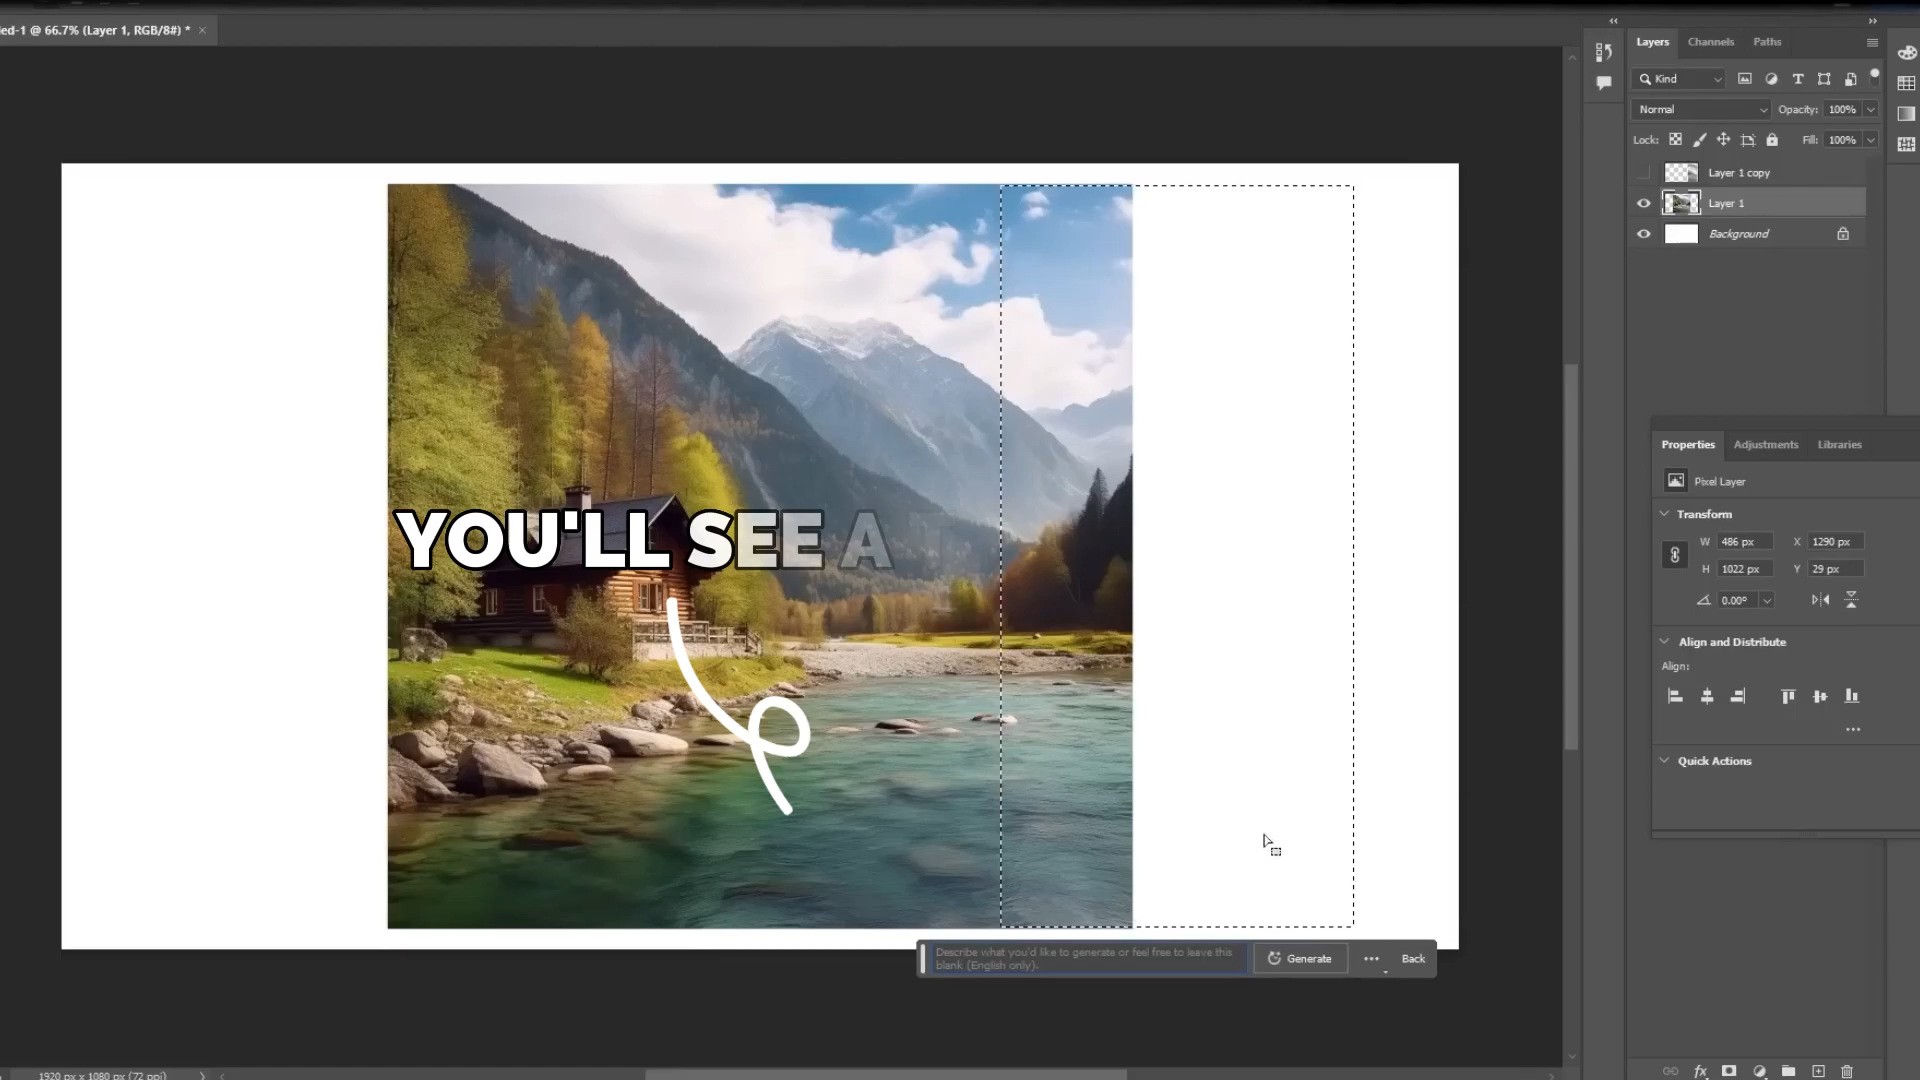 ed-1 @ 66.7% (Layer 1, RGB/8#) *
Layers Channels Paths
Kind
Normal Opacity: 100%
Lock: Fill: 100%
Layer 1 copy
Layer 1
Background
Properties Adjustments Libraries
Pixel Layer
Transform
W 486 px X 1290 px
H 1022 px Y 29 px
0.00°
Align and Distribute
Align:
Quick Actions
YOU'LL SEE A
Describe what you'd like to generate or feel free to leave this
blank (English only).
Generate
Back
1920 px x 1080 px (72 ppi)
fx